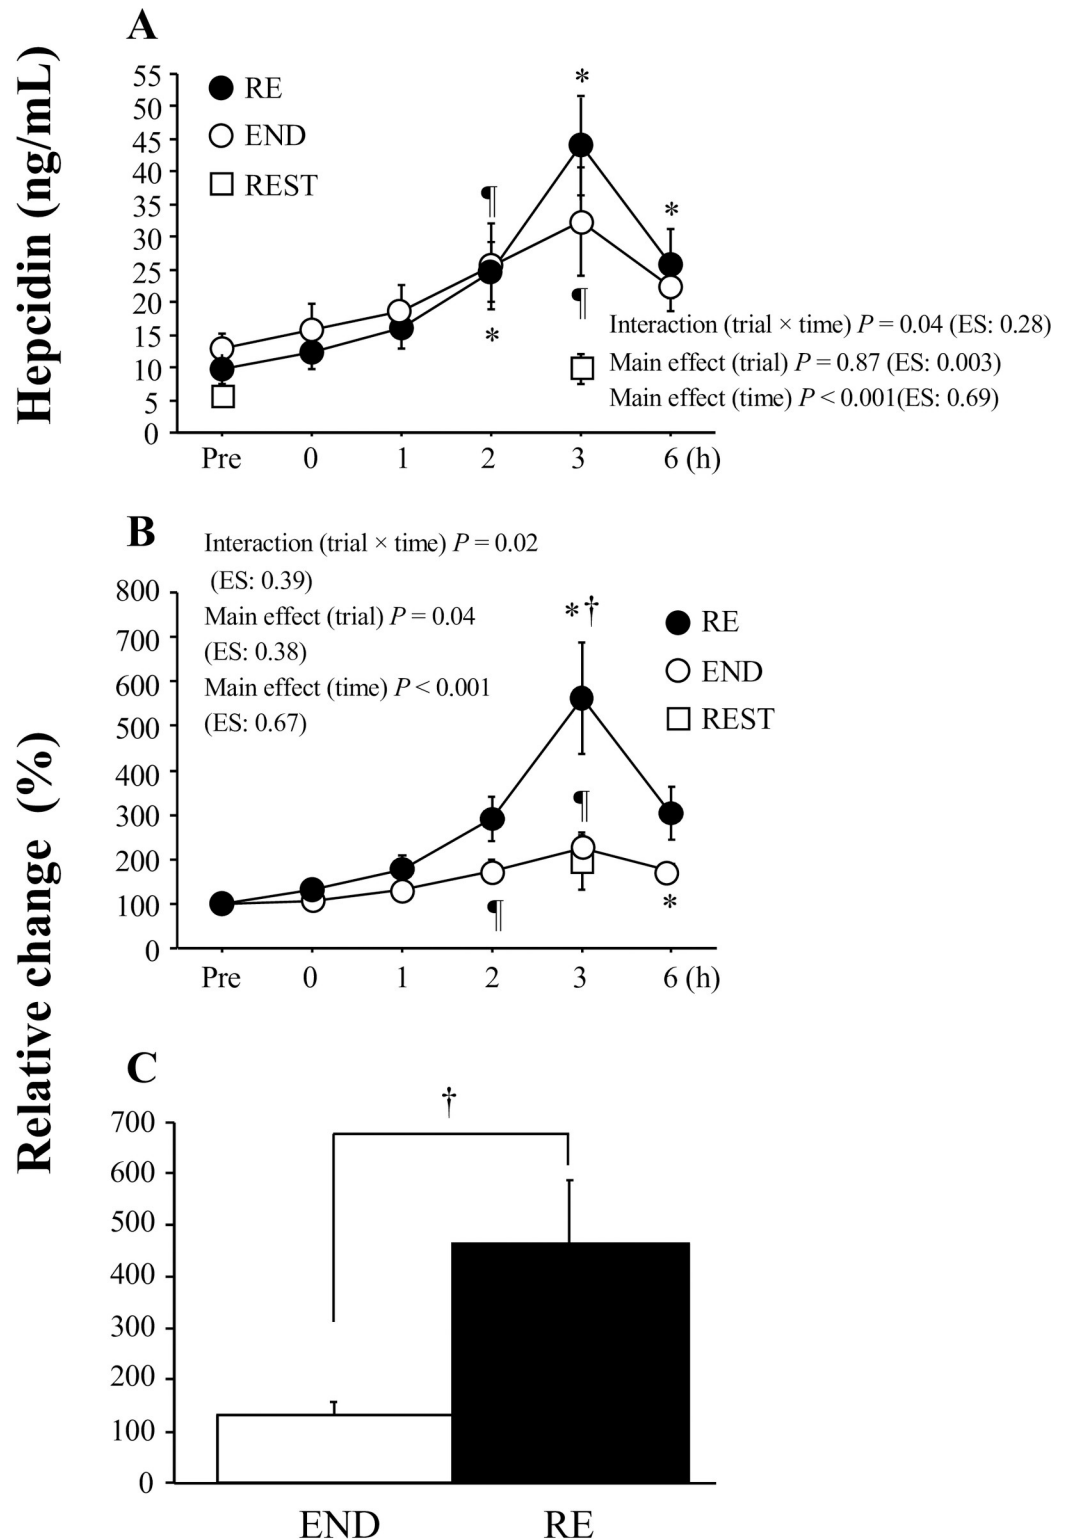 A
Hepcidin (ng/mL)
55
50
45
40
35
30
25
20
15
10
5
0
RE
END
REST
*
¶
*
*
¶
Interaction (trial × time) P = 0.04 (ES: 0.28)
Main effect (trial) P = 0.87 (ES: 0.003)
Main effect (time) P < 0.001(ES: 0.69)
Pre 0 1 2 3 6 (h)
B
Relative change (%)
Interaction (trial × time) P = 0.02
(ES: 0.39)
Main effect (trial) P = 0.04
(ES: 0.38)
Main effect (time) P < 0.001
(ES: 0.67)
800
700
600
500
400
300
200
100
0
*†
RE
END
REST
¶
¶
*
Pre 0 1 2 3 6 (h)
C
†
700
600
500
400
300
200
100
0
END RE